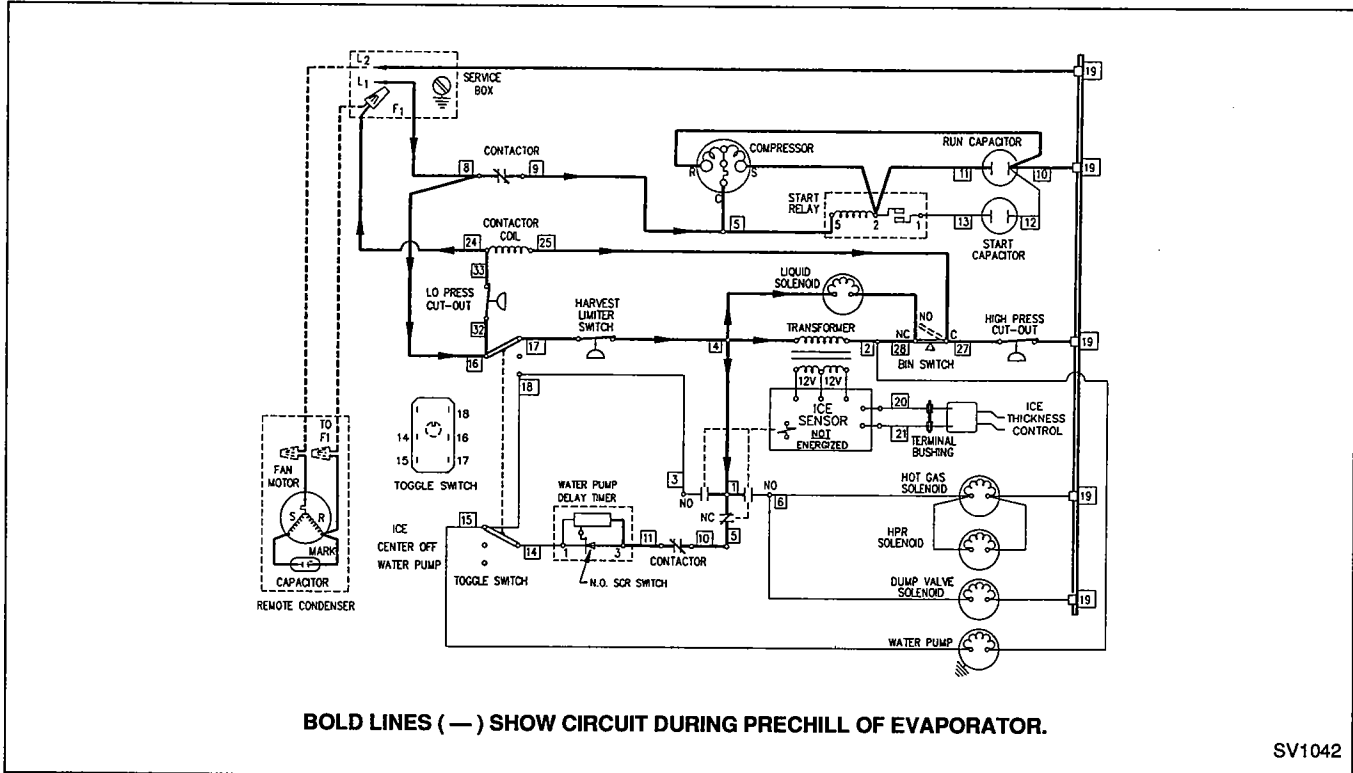 L2
L1
F1
SERVICE
BOX
19
CONTACTOR
8
9
COMPRESSOR
R
S
C
RUN CAPACITOR
11
10
19
5
START
RELAY
5
2
1
13
12
START
CAPACITOR
CONTACTOR
COIL
24
25
33
LO PRESS
CUT-OUT
32
16
17
HARVEST
LIMITER
SWITCH
4
LIQUID
SOLENOID
TRANSFORMER
2
28
NC
NO
C
27
BIN SWITCH
HIGH PRESS
CUT-OUT
19
18
12V
12V
ICE
SENSOR
NOT
ENERGIZED
20
21
TERMINAL
BUSHING
ICE
THICKNESS
CONTROL
18
14
16
15
17
TOGGLE SWITCH
TO
F1
FAN
MOTOR
S
R
MARK
CAPACITOR
REMOTE CONDENSER
3
NO
1
NO
6
NC
5
HOT GAS
SOLENOID
19
HPR
SOLENOID
WATER PUMP
DELAY TIMER
15
14
1
3
11
10
CONTACTOR
N.O. SCR SWITCH
ICE
CENTER OFF
WATER PUMP
TOGGLE SWITCH
DUMP VALVE
SOLENOID
19
WATER PUMP
BOLD LINES ( — ) SHOW CIRCUIT DURING PRECHILL OF EVAPORATOR.
SV1042